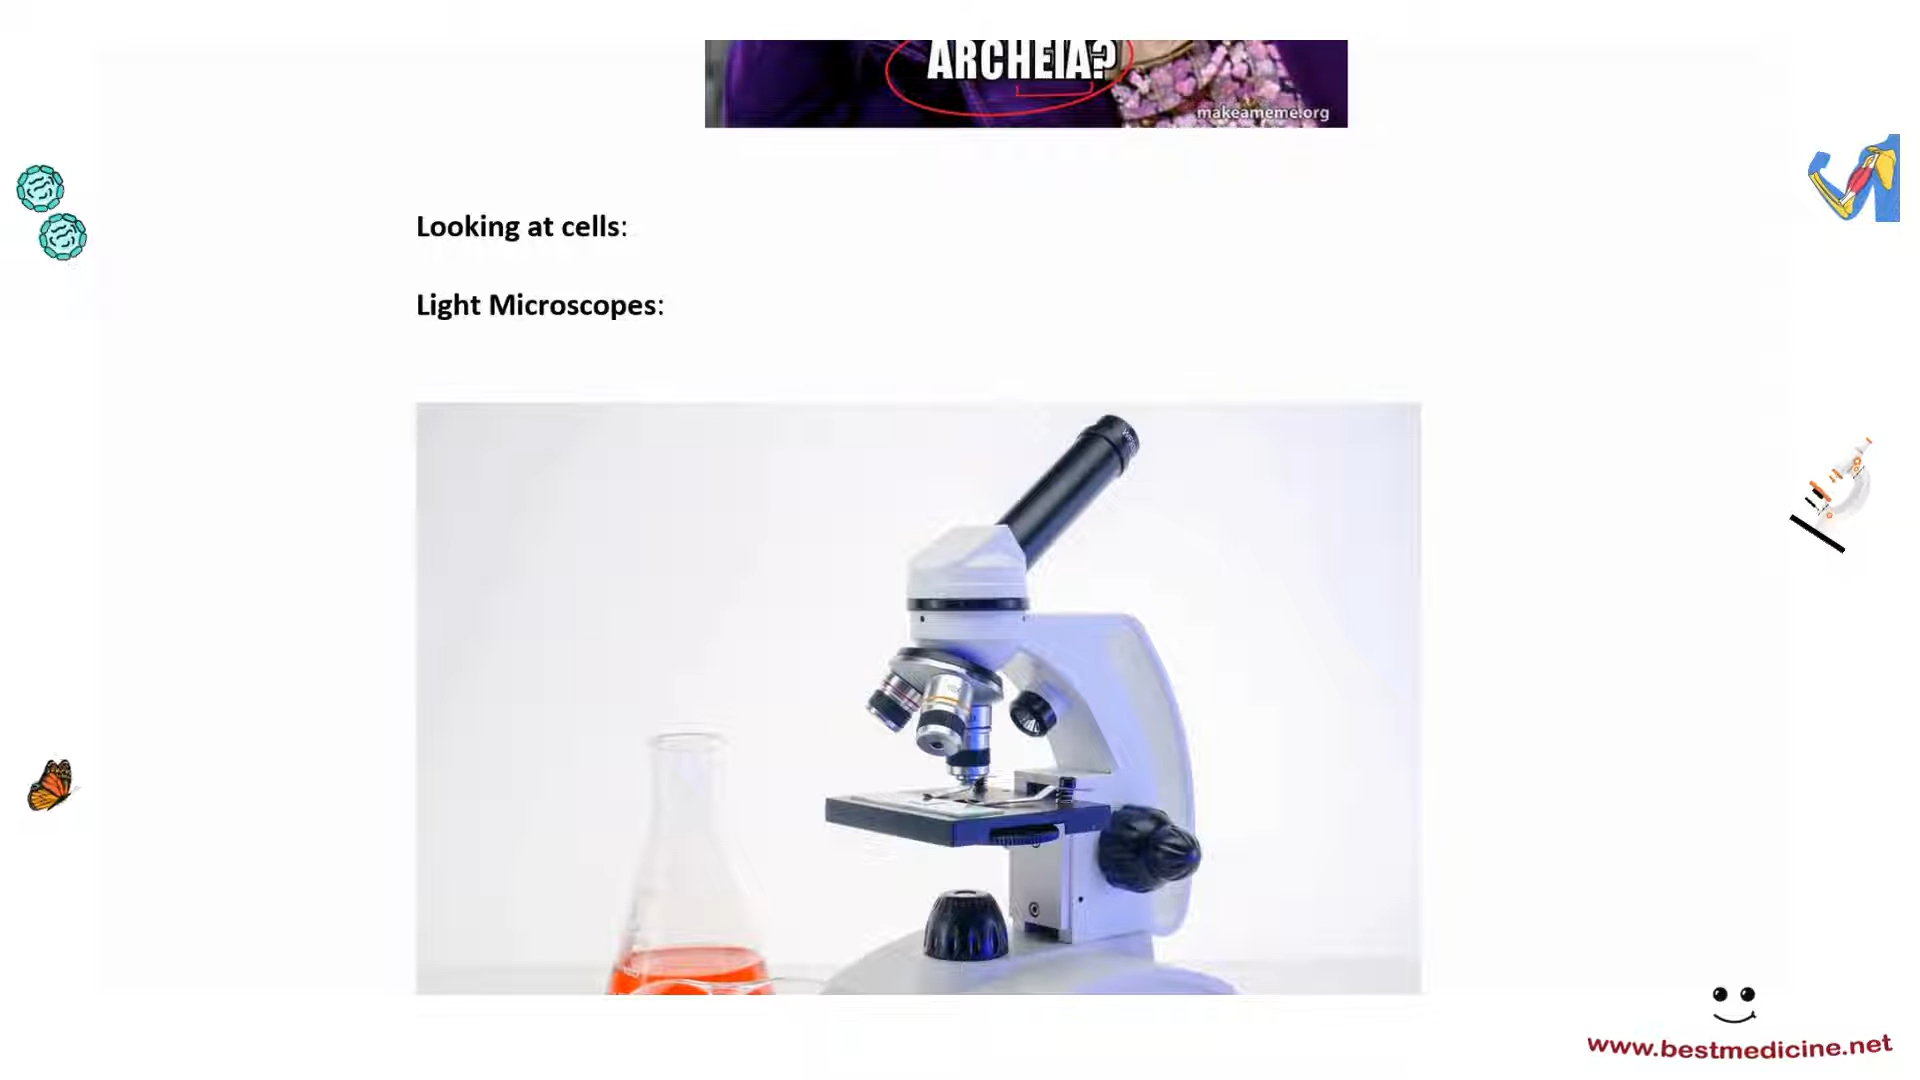 ARCHEIA?
makeameme.org
Looking at cells:
Light Microscopes:
www.bestmedicine.net